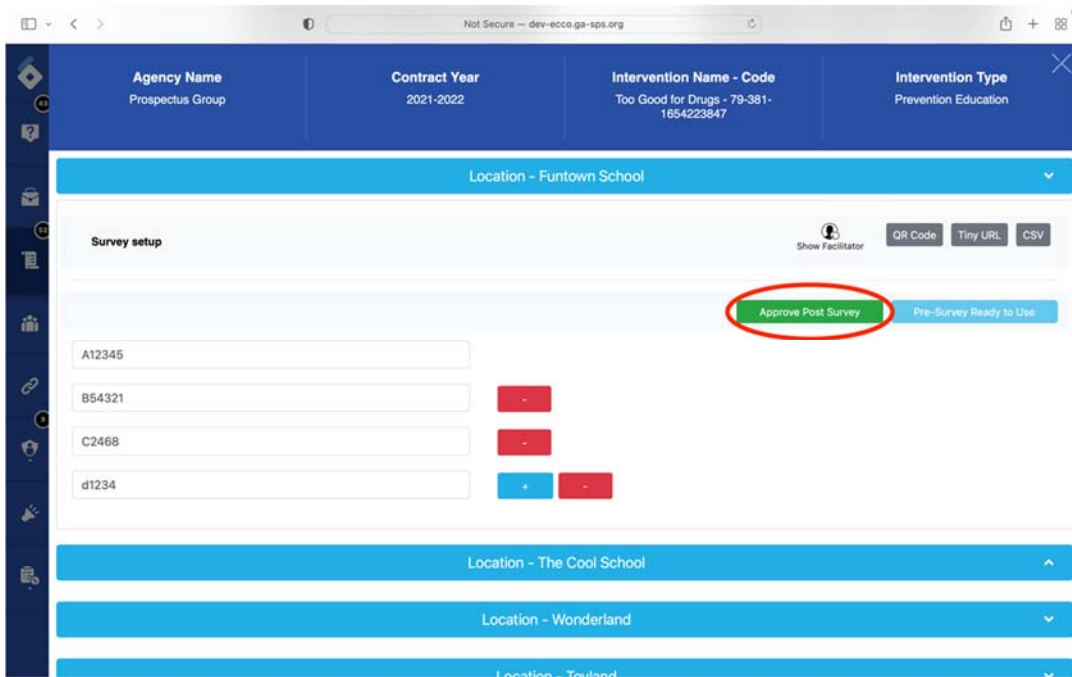 Not Secure — dev-ecco.ga-sps.org
Agency Name
Prospectus Group
Contract Year
2021-2022
Intervention Name - Code
Too Good for Drugs - 79-381-
1654223847
Intervention Type
Prevention Education
43
Location - Funtown School
52
Survey setup
Show Facilitator
QR Code
Tiny URL
CSV
Approve Post Survey
Pre-Survey Ready to Use
A12345
B54321
-
C2468
-
d1234
+
-
Location - The Cool School
Location - Wonderland
Location - Toyland